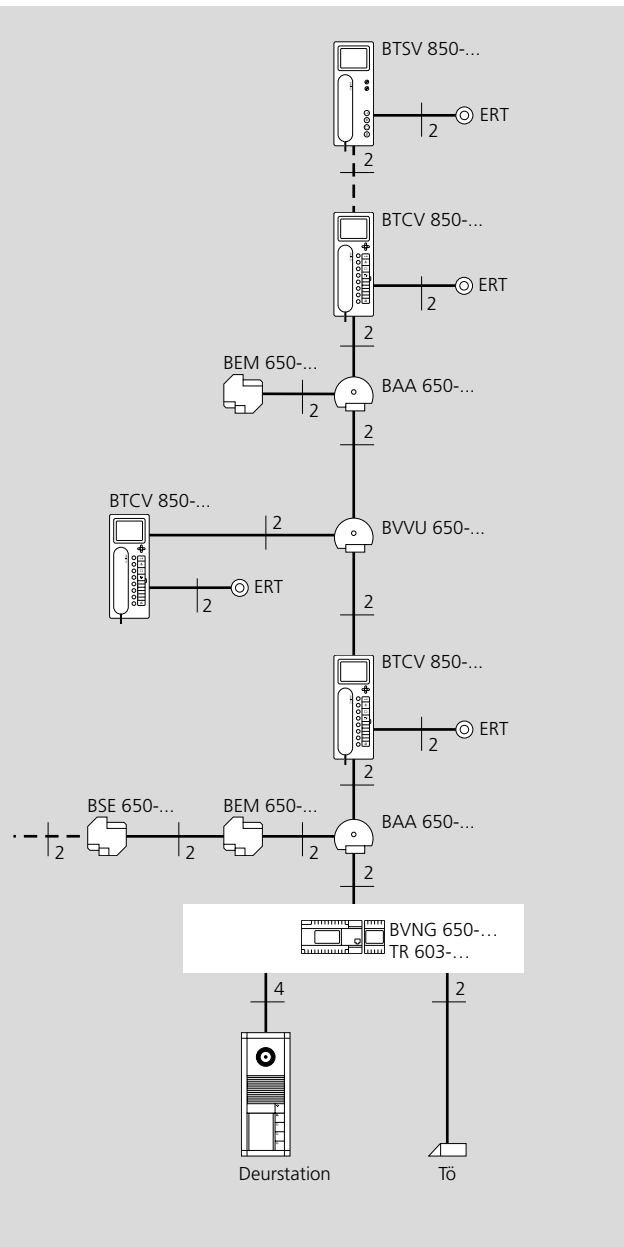 BTSV 850-...
ERT
2
2
BTCV 850-...
ERT
2
2
BEM 650-...
BAA 650-...
2
2
BTCV 850-...
2
BVVU 650-...
ERT
2
2
BTCV 850-...
ERT
2
2
BSE 650-...
BEM 650-...
BAA 650-...
2
2
2
2
BVNG 650-...
TR 603-...
4
2
Deurstation
Tö